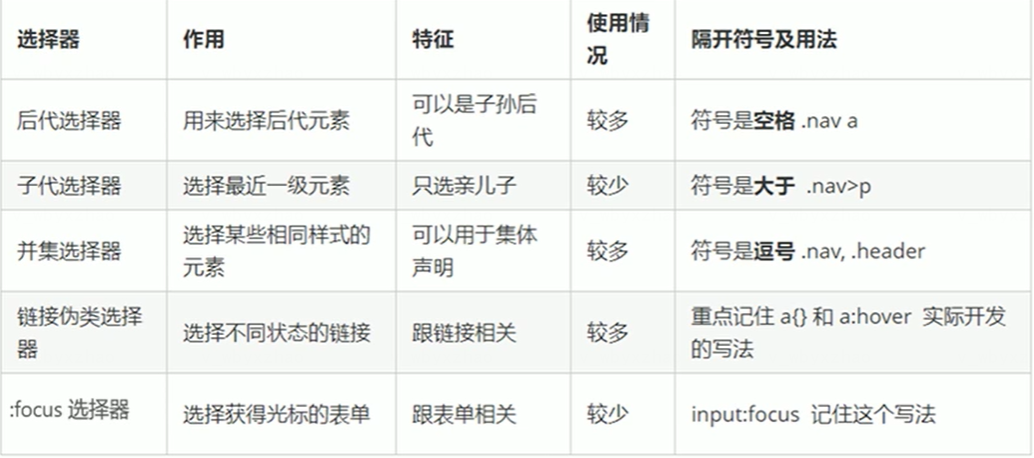 选择器 作用 特征 使用情况 隔开符号及用法
后代选择器 用来选择后代元素 可以是子孙后代 较多 符号是空格 .nav a
子代选择器 选择最近一级元素 只选亲儿子 较少 符号是大于 .nav>p
并集选择器 选择某些相同样式的元素 可以用于集体声明 较多 符号是逗号 .nav, .header
链接伪类选择器 选择不同状态的链接 跟链接相关 较多 重点记住 a{} 和 a:hover 实际开发的写法
:focus 选择器 选择获得光标的表单 跟表单相关 较少 input:focus 记住这个写法